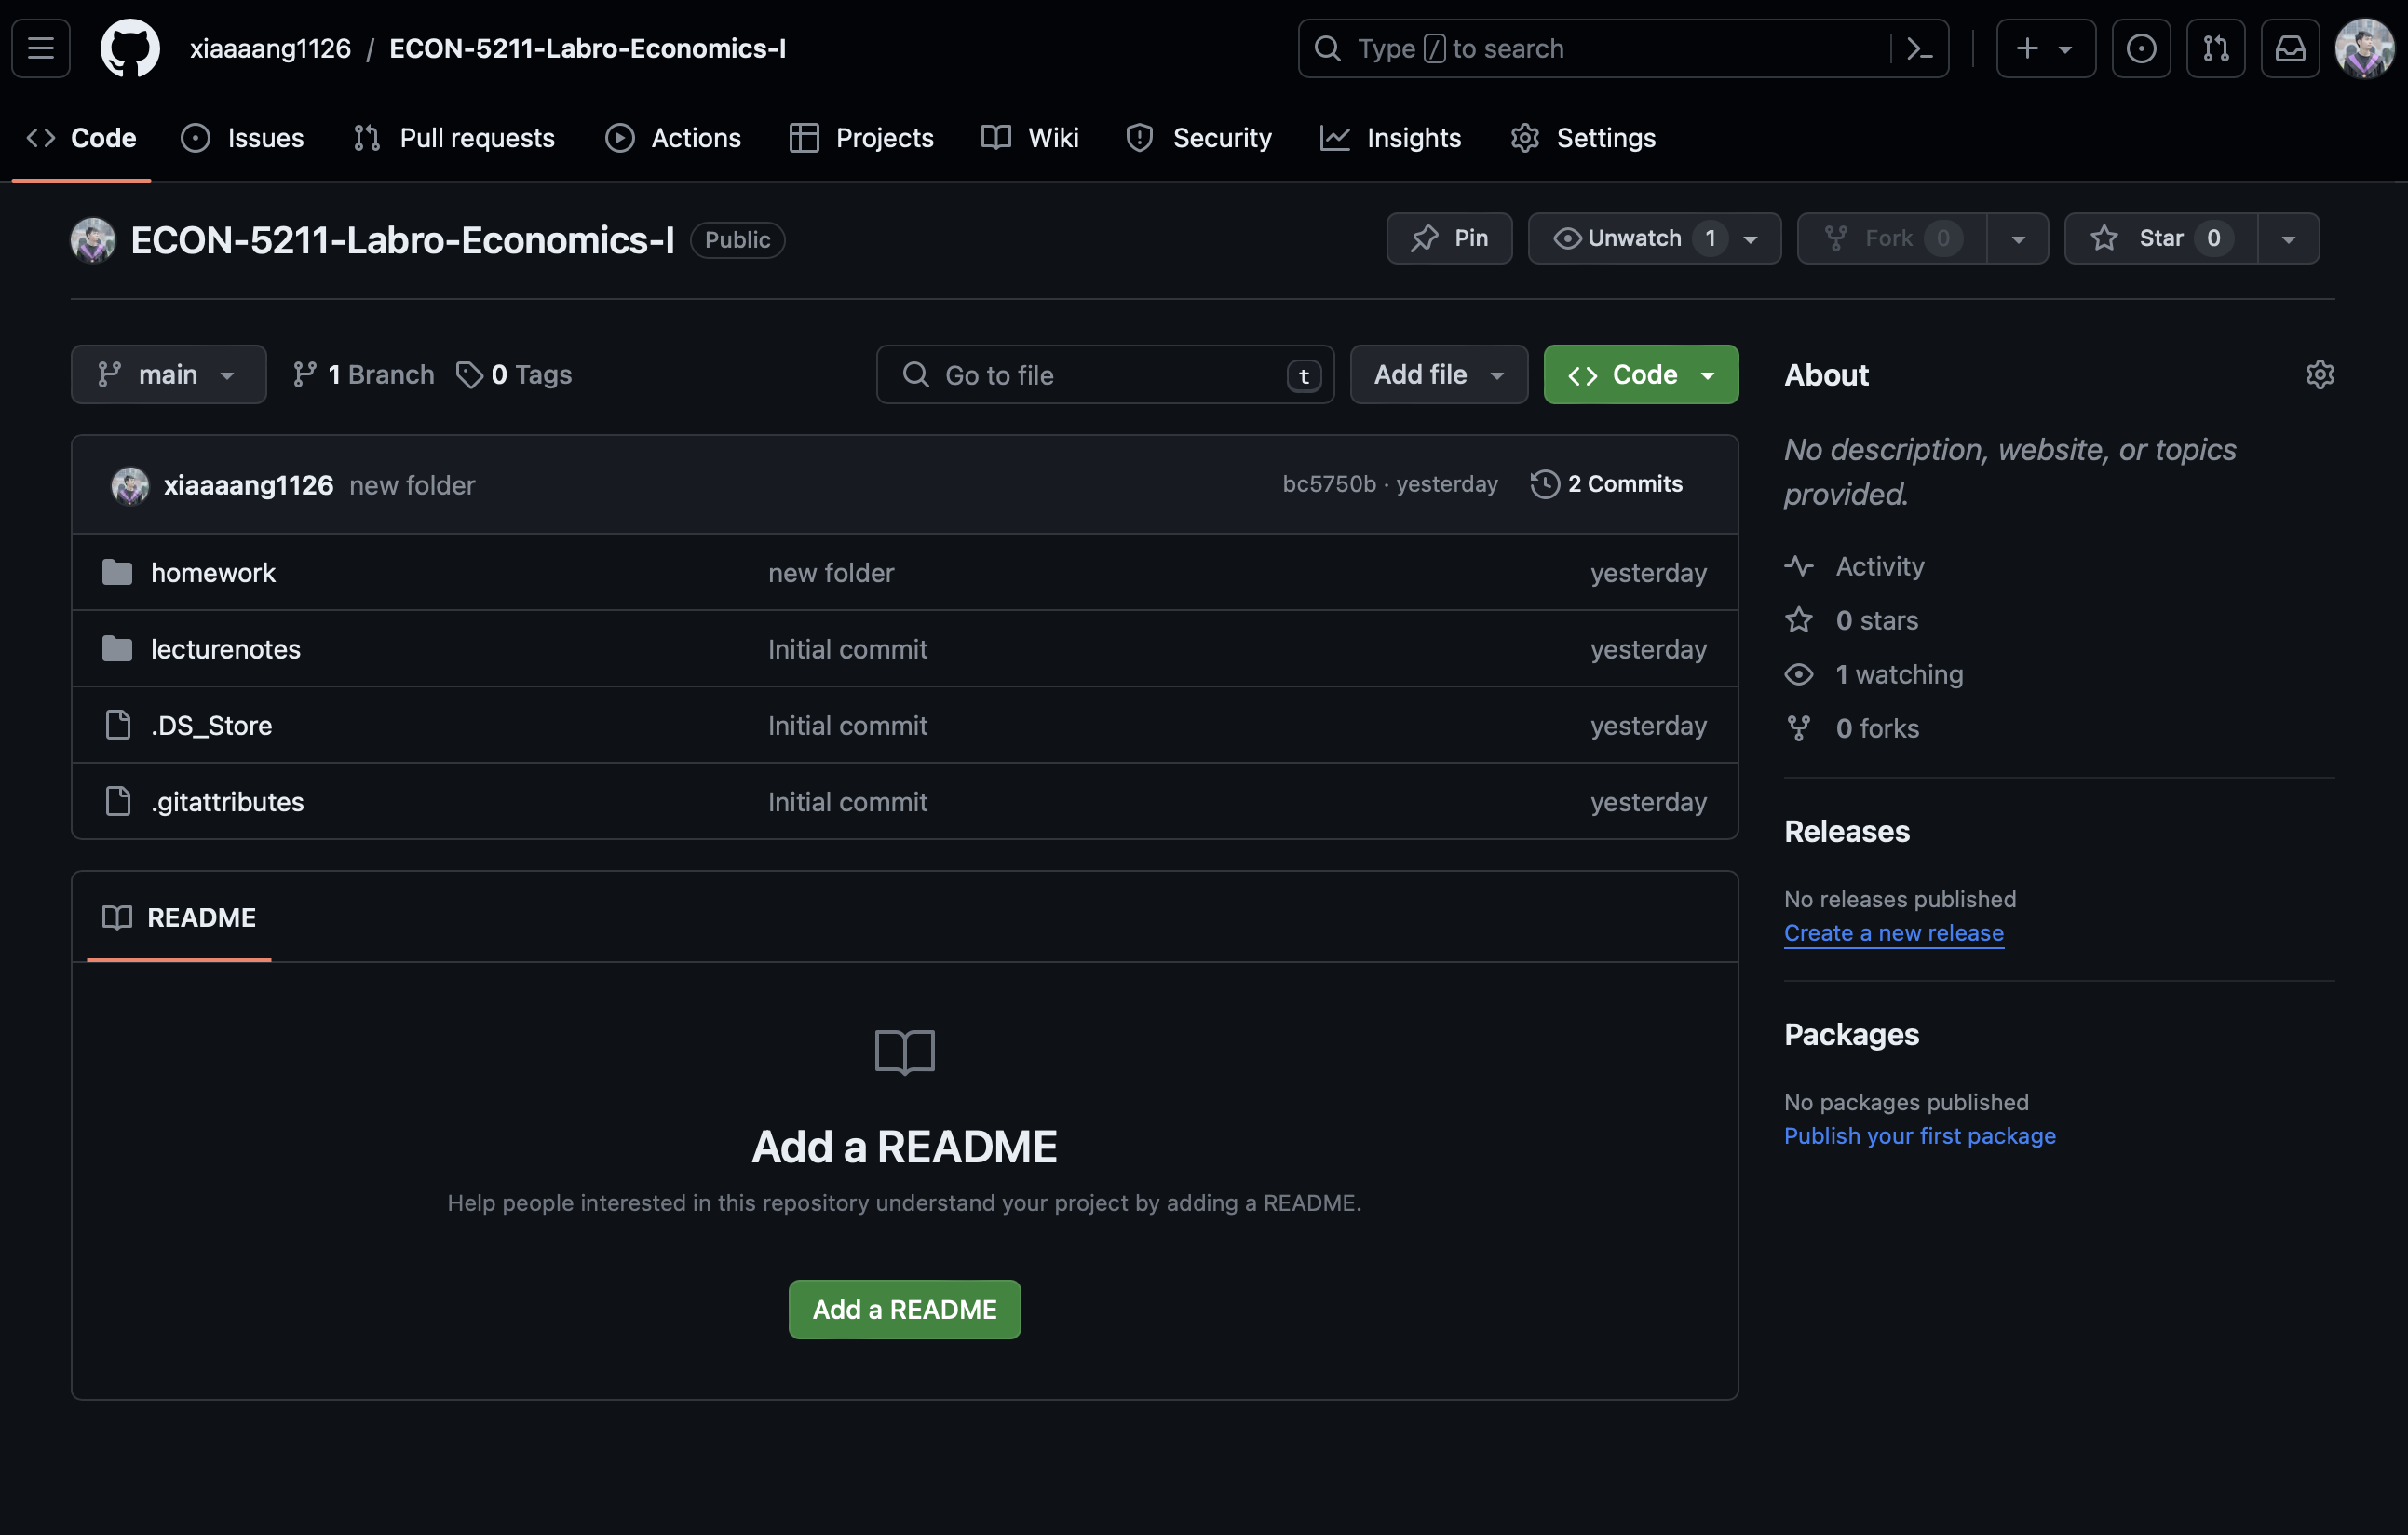 xiaaaang1126 / ECON-5211-Labro-Economics-I
Type / to search
Code Issues Pull requests Actions Projects Wiki Security Insights Settings
ECON-5211-Labro-Economics-I Public
Pin Unwatch 1 Fork 0 Star 0
main 1 Branch 0 Tags Go to file t Add file Code
xiaaaang1126 new folder bc5750b · yesterday 2 Commits
homework new folder yesterday
lecturenotes Initial commit yesterday
.DS_Store Initial commit yesterday
.gitattributes Initial commit yesterday
README
Add a README
Help people interested in this repository understand your project by adding a README.
Add a README
About
No description, website, or topics
provided.
Activity
0 stars
1 watching
0 forks
Releases
No releases published
Create a new release
Packages
No packages published
Publish your first package